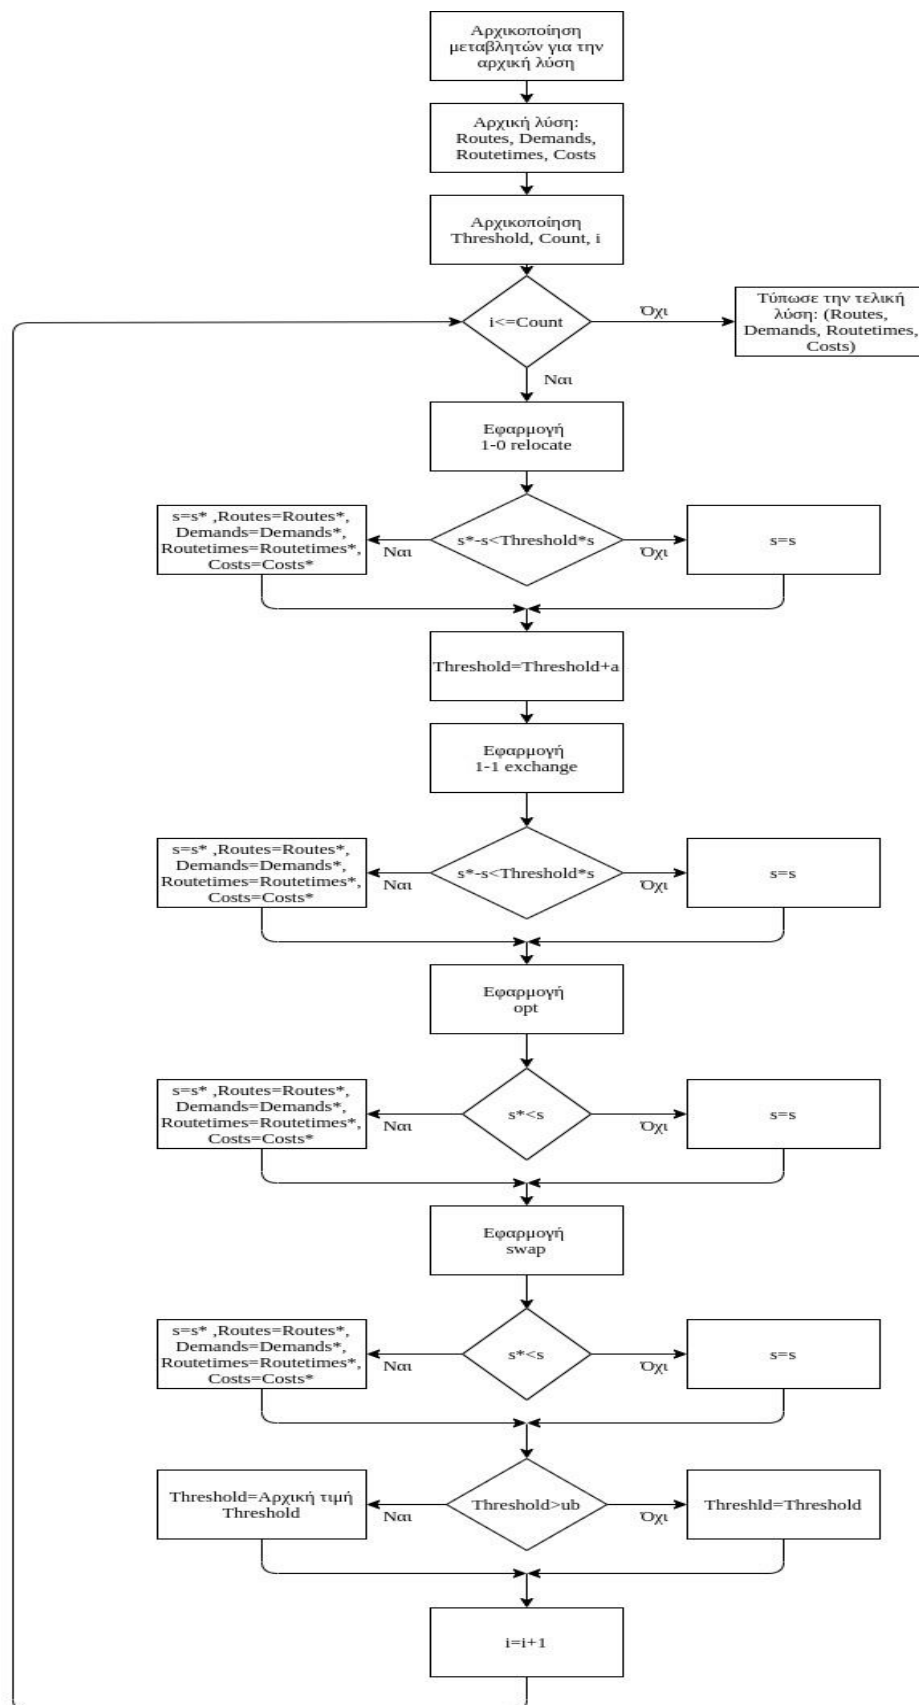 Αρχικοποίηση
μεταβλητών για την
αρχική λύση
Αρχική λύση:
Routes, Demands,
Routetimes, Costs
Αρχικοποίηση
Threshold, Count, i
i<=Count
Όχι
Τύπωσε την τελική
λύση: (Routes,
Demands, Routetimes,
Costs)
Ναι
Εφαρμογή
1-0 relocate
s=s* ,Routes=Routes*,
Demands=Demands*,
Routetimes=Routetimes*,
Costs=Costs*
Ναι
s*-s<Threshold*s
Όχι
s=s
Threshold=Threshold+a
Εφαρμογή
1-1 exchange
s=s* ,Routes=Routes*,
Demands=Demands*,
Routetimes=Routetimes*,
Costs=Costs*
Ναι
s*-s<Threshold*s
Όχι
s=s
Εφαρμογή
opt
s=s* ,Routes=Routes*,
Demands=Demands*,
Routetimes=Routetimes*,
Costs=Costs*
Ναι
s*<s
Όχι
s=s
Εφαρμογή
swap
s=s* ,Routes=Routes*,
Demands=Demands*,
Routetimes=Routetimes*,
Costs=Costs*
Ναι
s*<s
Όχι
s=s
Threshold=Αρχική τιμή
Threshold
Ναι
Threshold>ub
Όχι
Threshld=Threshold
i=i+1